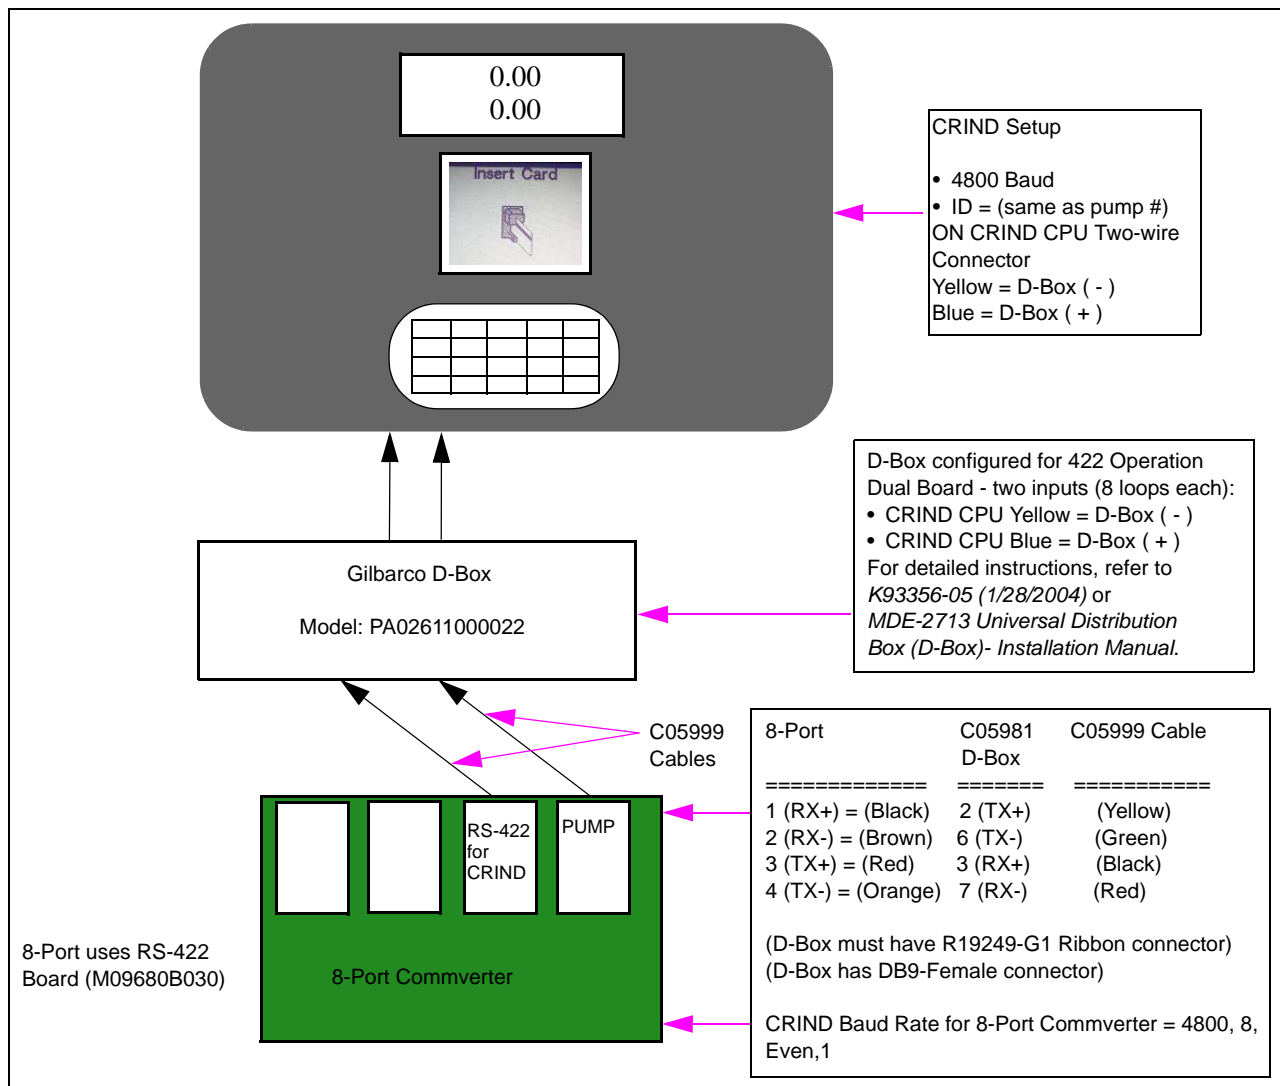 0.00
0.00
Insert Card
CRIND Setup
• 4800 Baud
• ID = (same as pump #)
ON CRIND CPU Two-wire
Connector
Yellow = D-Box ( - )
Blue = D-Box ( + )
D-Box configured for 422 Operation
Dual Board - two inputs (8 loops each):
• CRIND CPU Yellow = D-Box ( - )
• CRIND CPU Blue = D-Box ( + )
For detailed instructions, refer to
K93356-05 (1/28/2004) or
MDE-2713 Universal Distribution
Box (D-Box)- Installation Manual.
Gilbarco D-Box
Model: PA02611000022
C05999
Cables
8-Port C05981 C05999 Cable
D-Box
============== ======= ===========
1 (RX+) = (Black) 2 (TX+) (Yellow)
2 (RX-) = (Brown) 6 (TX-) (Green)
3 (TX+) = (Red) 3 (RX+) (Black)
4 (TX-) = (Orange) 7 (RX-) (Red)
(D-Box must have R19249-G1 Ribbon connector)
(D-Box has DB9-Female connector)
CRIND Baud Rate for 8-Port Commverter = 4800, 8,
Even,1
RS-422
for
CRIND
PUMP
8-Port Commverter
8-Port uses RS-422
Board (M09680B030)